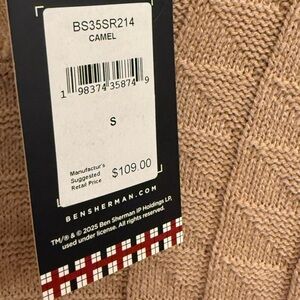 BS35SR214
CAMEL
1 98374 35874 9
S
Manufactur's
Suggested
Retail Price
$109.00
BENSHERMAN.COM
TM/® & © 2025 Ben Sherman IP Holdings LP,
used under license. All rights reserved.